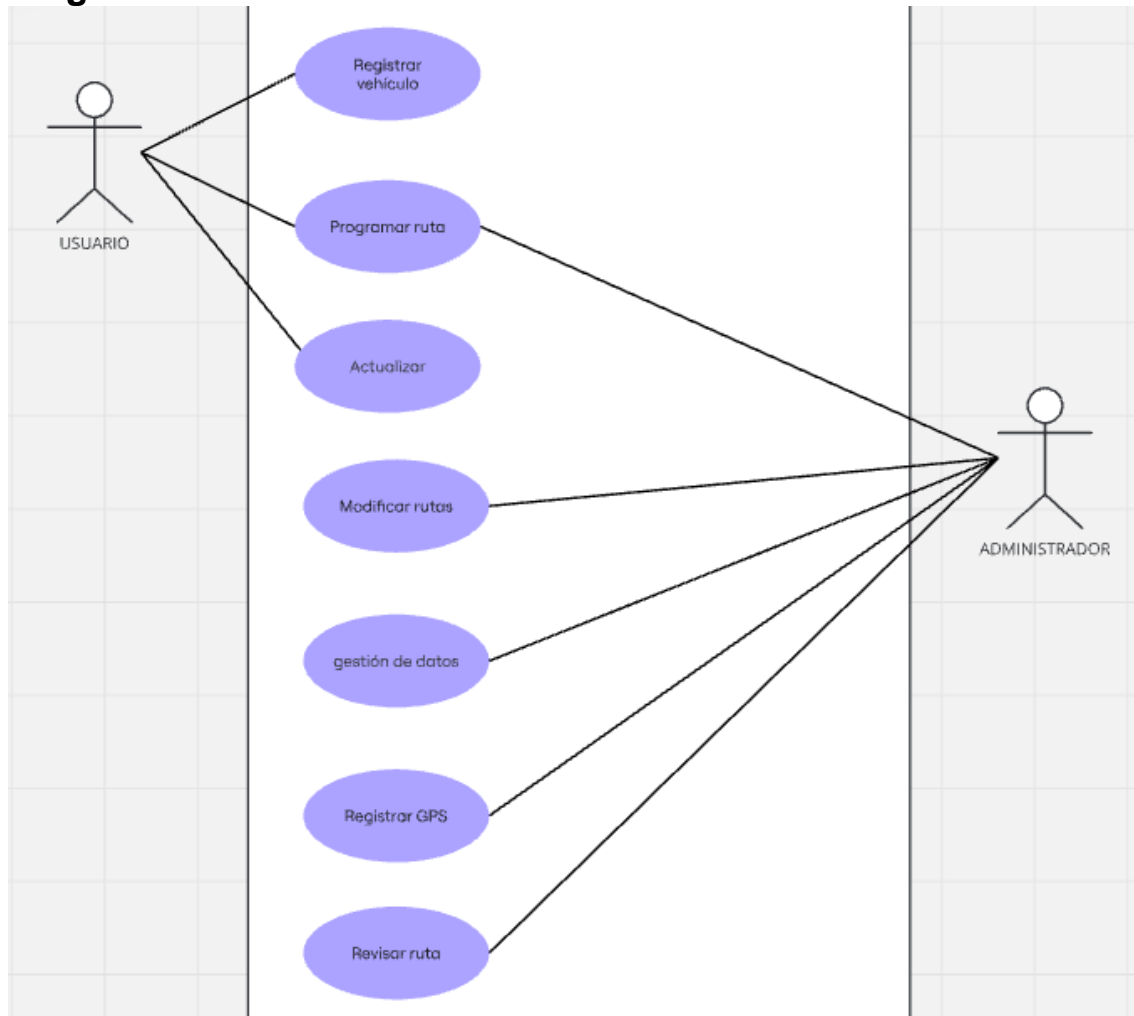 Registrar
vehículo
USUARIO
Programar ruta
Actualizar
Modificar rutas
ADMINISTRADOR
gestión de datos
Registrar GPS
Revisar ruta